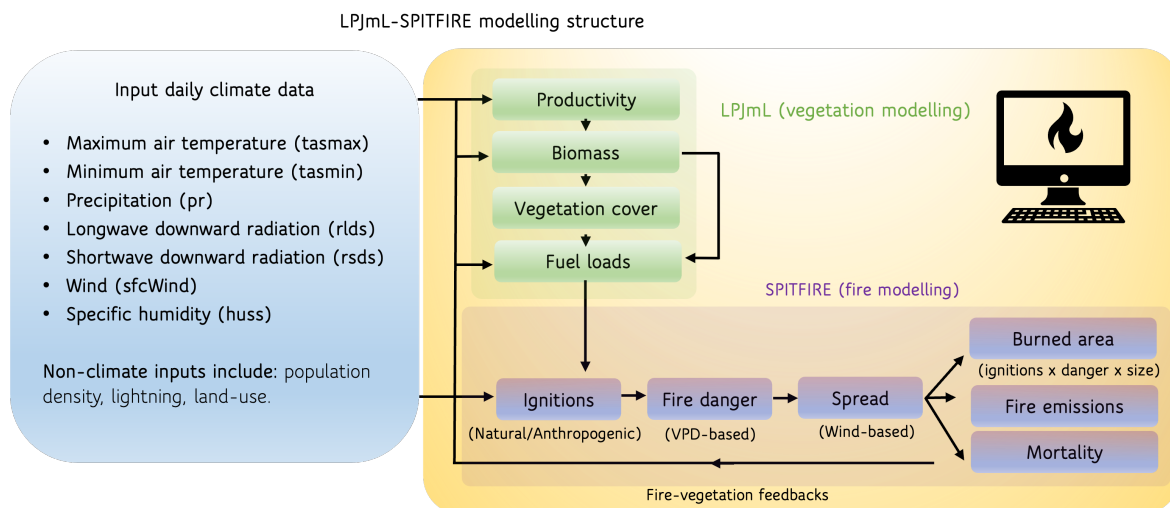 LPJmL-SPITFIRE modelling structure
Input daily climate data
• Maximum air temperature (tasmax)
• Minimum air temperature (tasmin)
• Precipitation (pr)
• Longwave downward radiation (rlds)
• Shortwave downward radiation (rsds)
• Wind (sfcWind)
• Specific humidity (huss)
Non-climate inputs include: population
density, lightning, land-use.
Productivity
Biomass
Vegetation cover
Fuel loads
LPJmL (vegetation modelling)
SPITFIRE (fire modelling)
Ignitions
(Natural/Anthropogenic)
Fire danger
(VPD-based)
Spread
(Wind-based)
Burned area
(ignitions x danger x size)
Fire emissions
Mortality
Fire-vegetation feedbacks